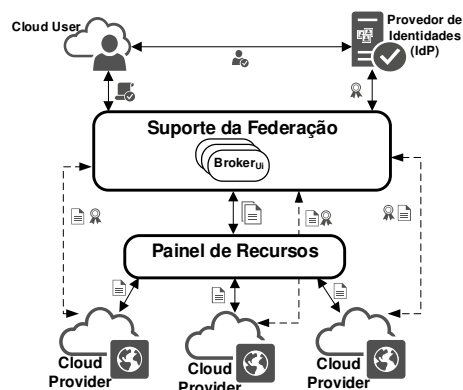 Cloud User
Provedor de
Identidades
(IdP)
Suporte da Federação
BrokerUi
Painel de Recursos
Cloud
Provider
Cloud
Provider
Cloud
Provider